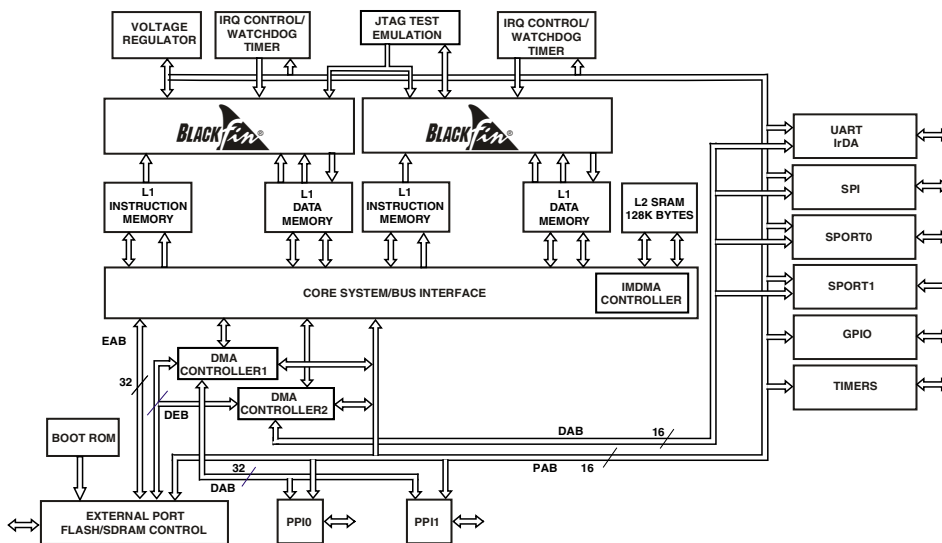 VOLTAGE
REGULATOR
IRQ CONTROL/
WATCHDOG
TIMER
JTAG TEST
EMULATION
IRQ CONTROL/
WATCHDOG
TIMER
BLACKfin®
BLACKfin®
L1
INSTRUCTION
MEMORY
L1
DATA
MEMORY
L1
INSTRUCTION
MEMORY
L1
DATA
MEMORY
L2 SRAM
128K BYTES
UART
IrDA
SPI
SPORT0
SPORT1
GPIO
TIMERS
CORE SYSTEM/BUS INTERFACE
IMDMA
CONTROLLER
EAB
32
DMA
CONTROLLER1
DEB
DMA
CONTROLLER2
DAB
16
BOOT ROM
32
DAB
PAB
16
EXTERNAL PORT
FLASH/SDRAM CONTROL
PPI0
PPI1